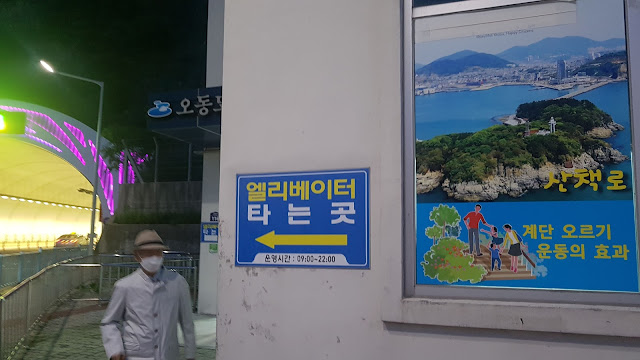 오동도
엘리베이터
타 는 곳
운영시간 : 09:00~22:00
산책로
계단 오르기
운동의 효과